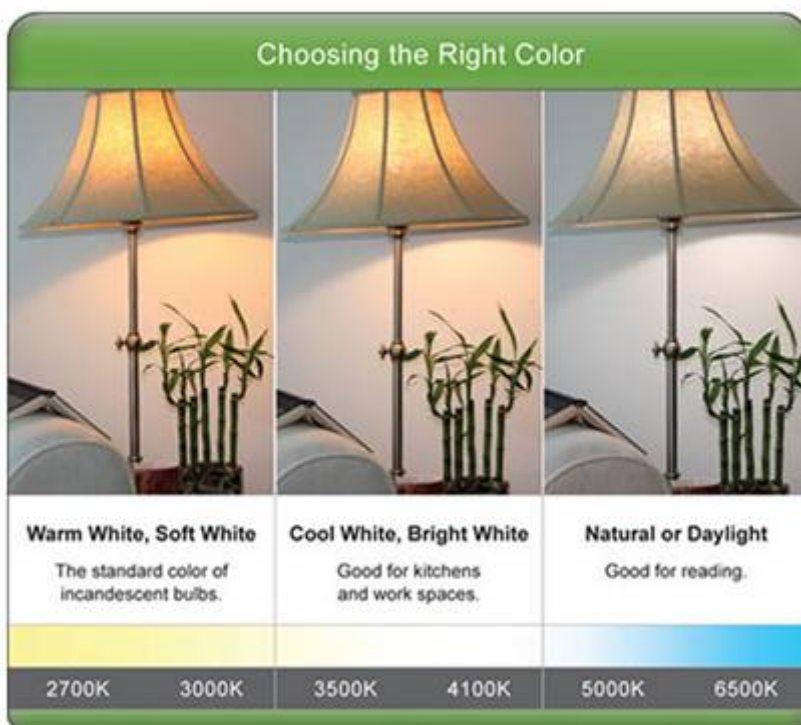 Choosing the Right Color
Warm White, Soft White
The standard color of
incandescent bulbs.
Cool White, Bright White
Good for kitchens
and work spaces.
Natural or Daylight
Good for reading.
2700K 3000K 3500K 4100K 5000K 6500K